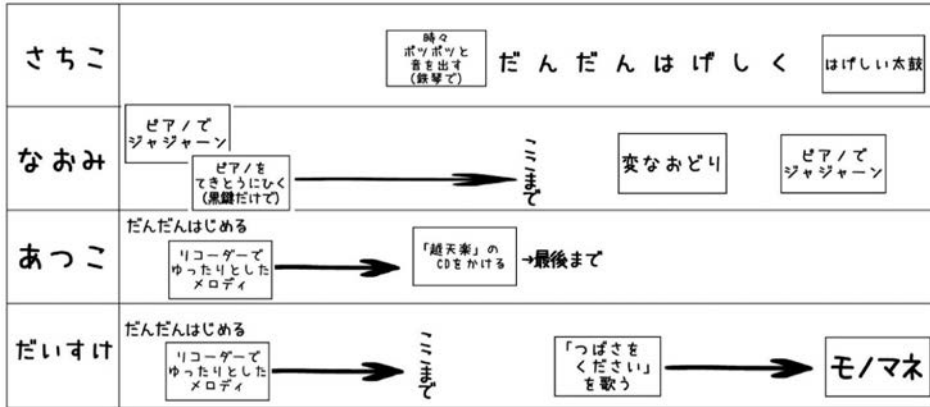 さちこ
時々
ポツポツと
音を出す
(鉄琴で)
だんだんはげしく
はげしい太鼓
なおみ
ピアノで
ジャジャーン
ピアノを
てきとうにひく
(黒鍵だけで)
ここまで
変なおどり
ピアノで
ジャジャーン
あつこ
だんだんはじめる
リコーダーで
ゆったりとした
メロディ
「越天楽」の
CDをかける
→最後まで
だいすけ
だんだんはじめる
リコーダーで
ゆったりとした
メロディ
ここまで
「つばさを
ください」
を歌う
モノマネ